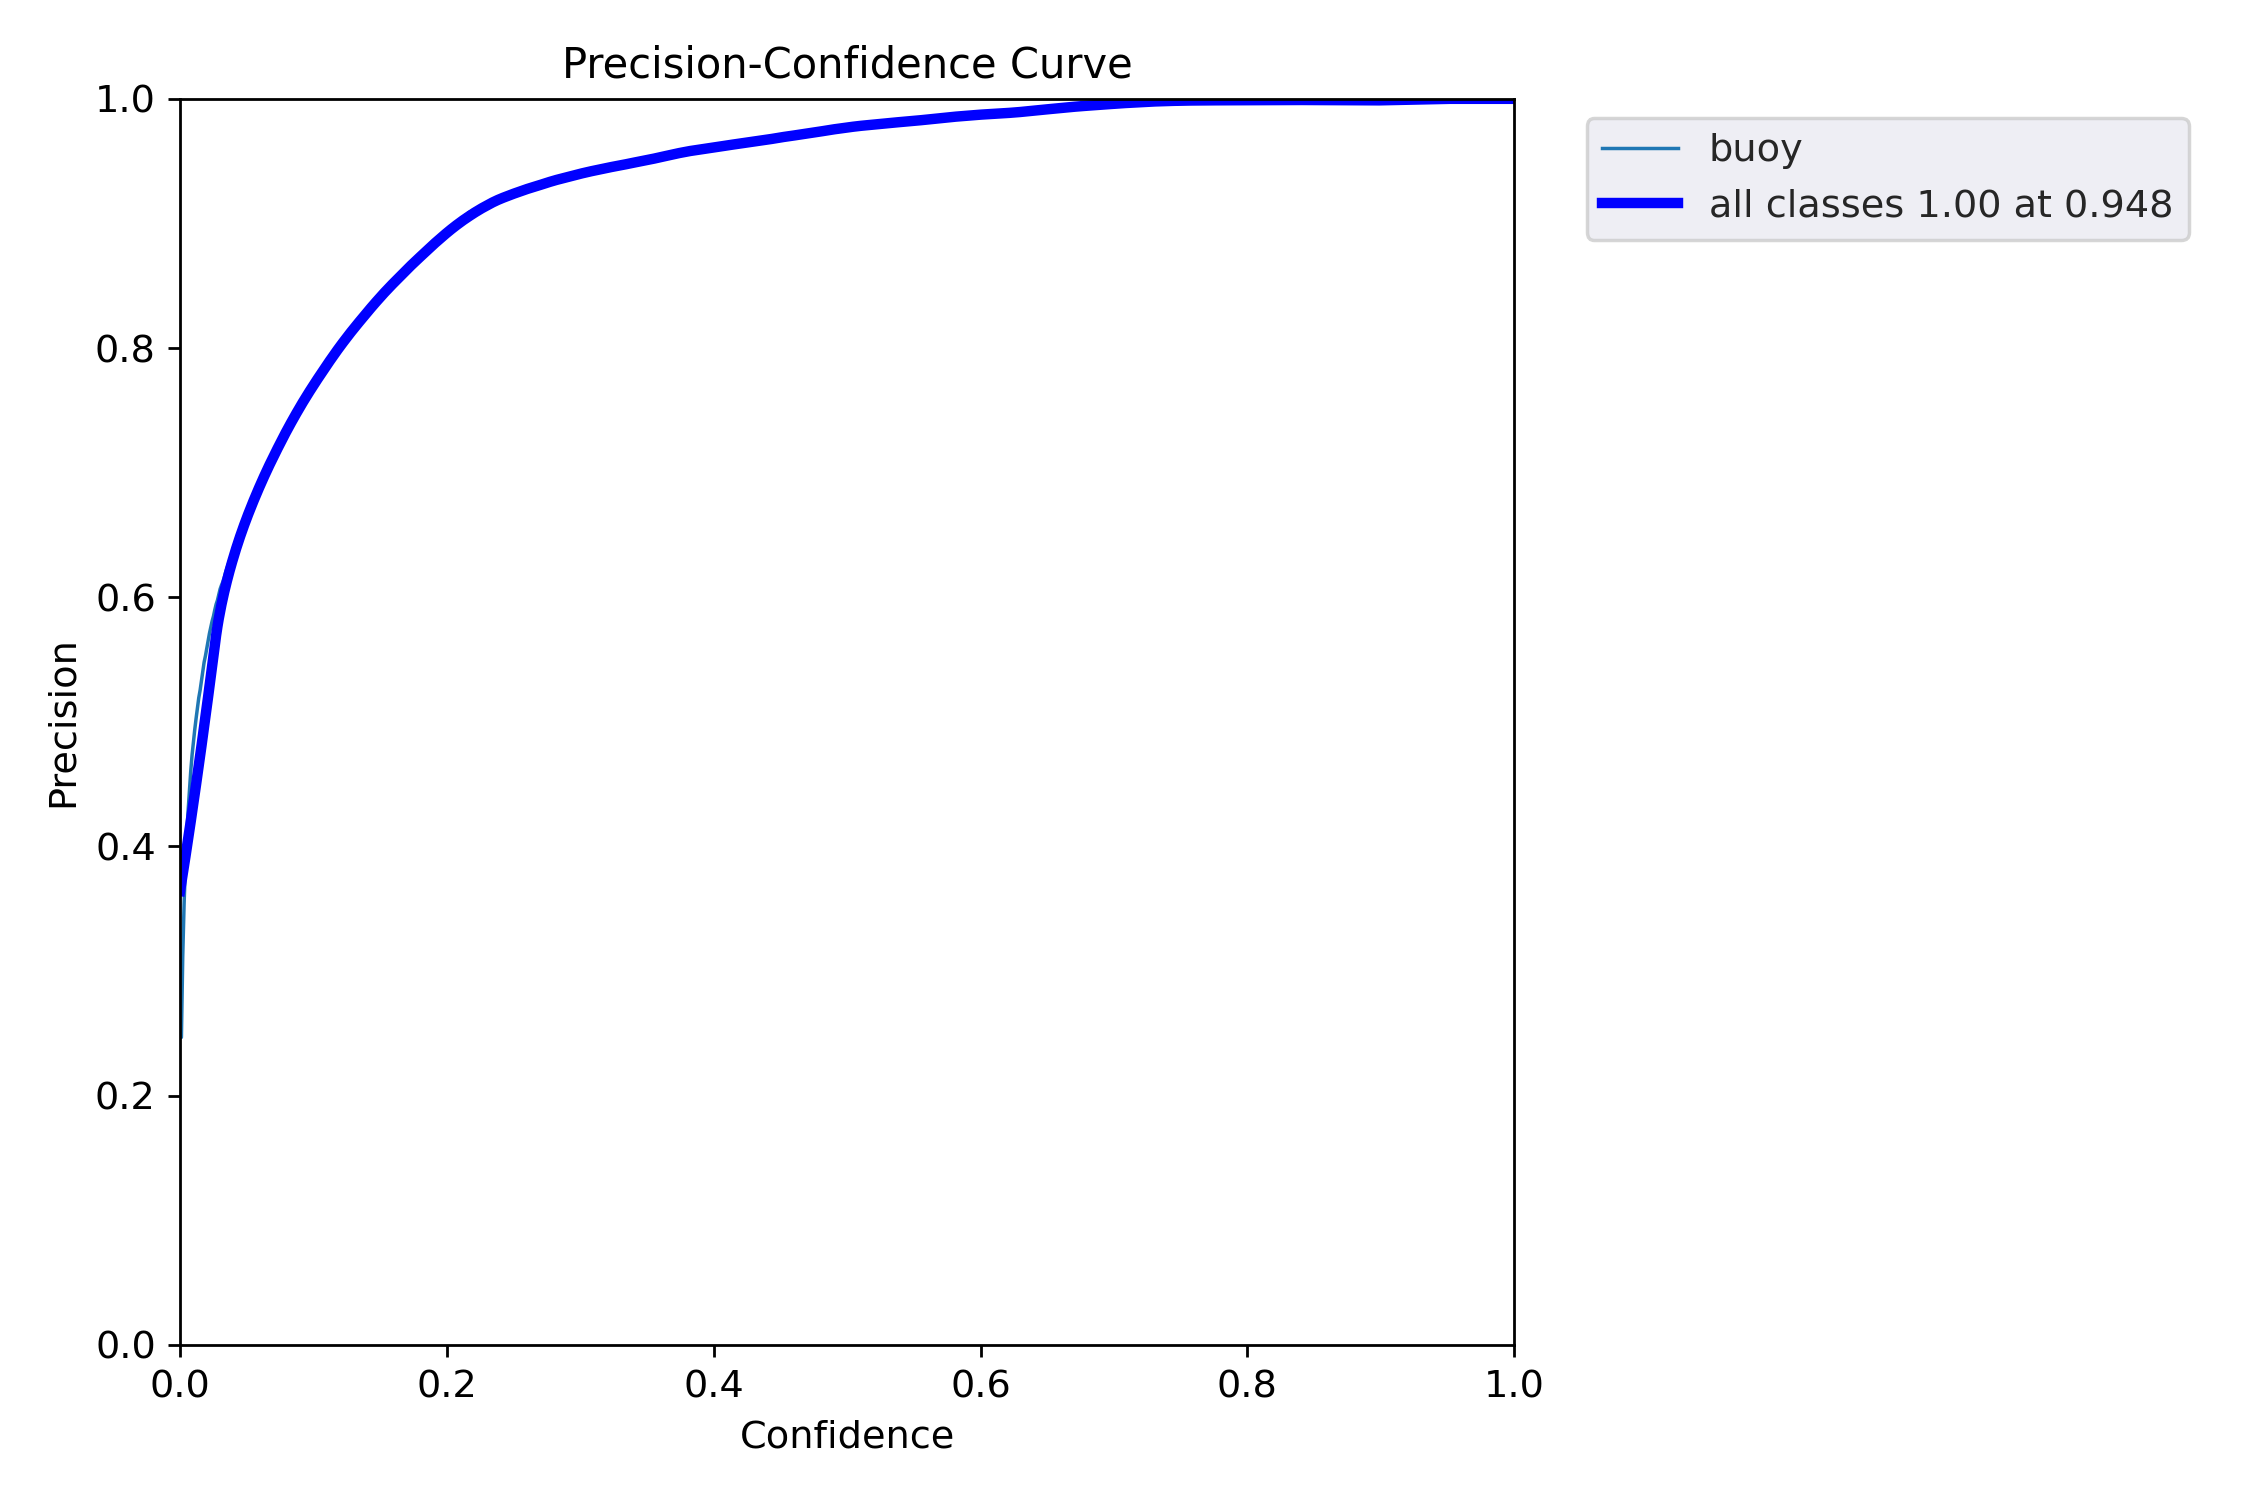 Precision-Confidence Curve
1.0
0.8
0.6
0.4
0.2
0.0
Precision
0.0 0.2 0.4 0.6 0.8 1.0
Confidence
buoy
all classes 1.00 at 0.948